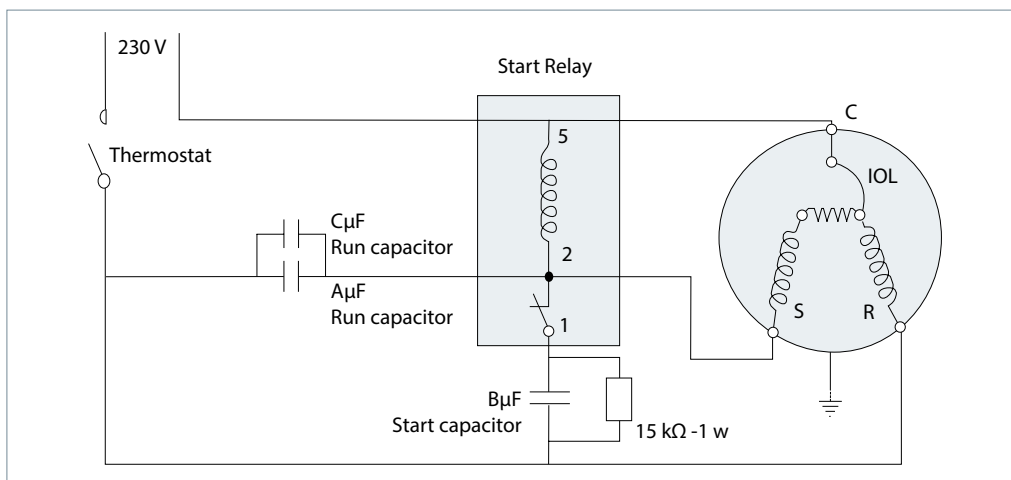 230 V
Start Relay
C
5
Thermostat
IOL
CµF
Run capacitor
2
AµF
Run capacitor
S
R
1
BµF
Start capacitor
15 kΩ -1 w